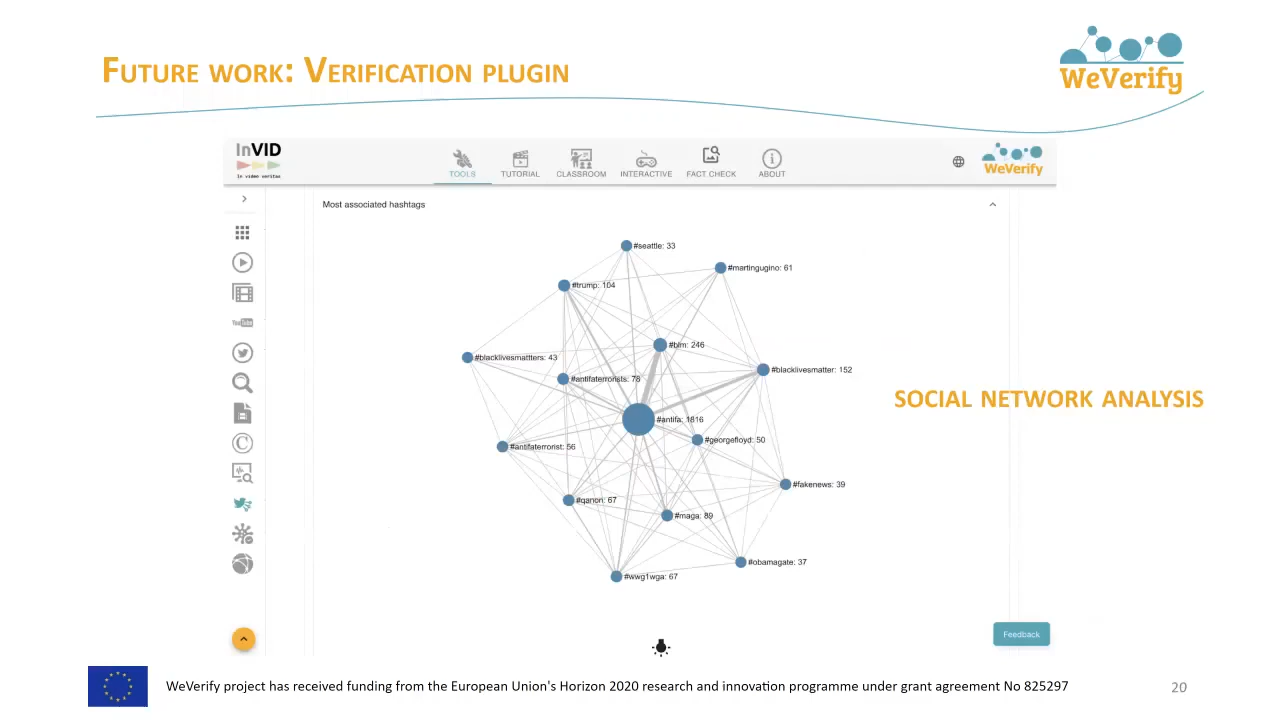 Future work: Verification plugin
WeVerify
InVID
in video veritas
TOOLS
TUTORIAL
CLASSROOM
INTERACTIVE
FACT CHECK
ABOUT
WeVerify
Most associated hashtags
#seattle: 33
#martingugino: 61
#trump: 104
#blm: 246
#blacklivesmattters: 43
#blacklivesmatter: 152
#antifaterrorists: 78
#antifa: 1816
#georgefloyd: 50
#antifaterrorist: 56
#fakenews: 39
#qanon: 67
#maga: 89
#obamagate: 37
#wwg1wga: 67
YouTube
C
social network analysis
Feedback
WeVerify project has received funding from the European Union's Horizon 2020 research and innovation programme under grant agreement No 825297
20